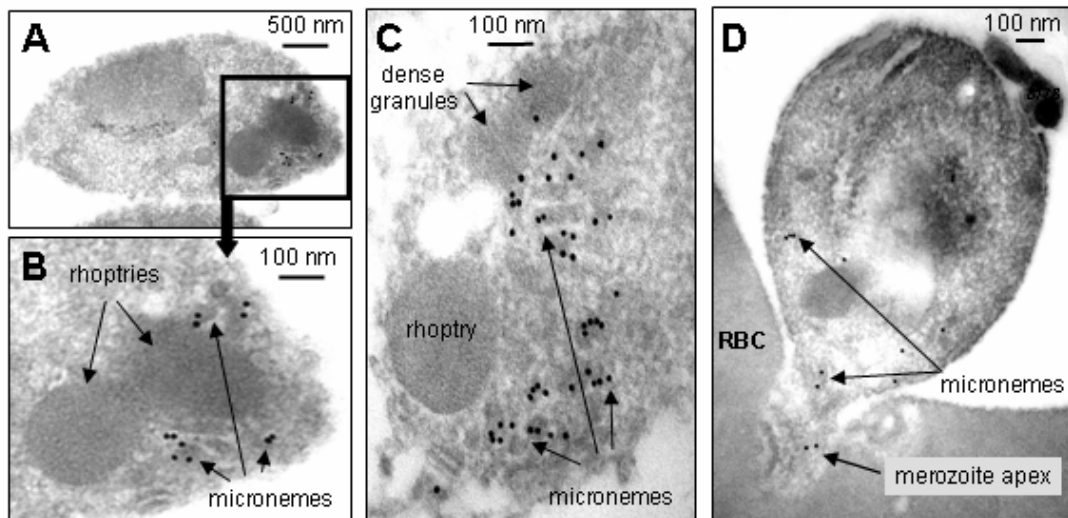 A
500 nm
B
100 nm
rhoptries
micronemes
C
100 nm
dense
granules
rhoptry
micronemes
D
100 nm
RBC
micronemes
merozoite apex